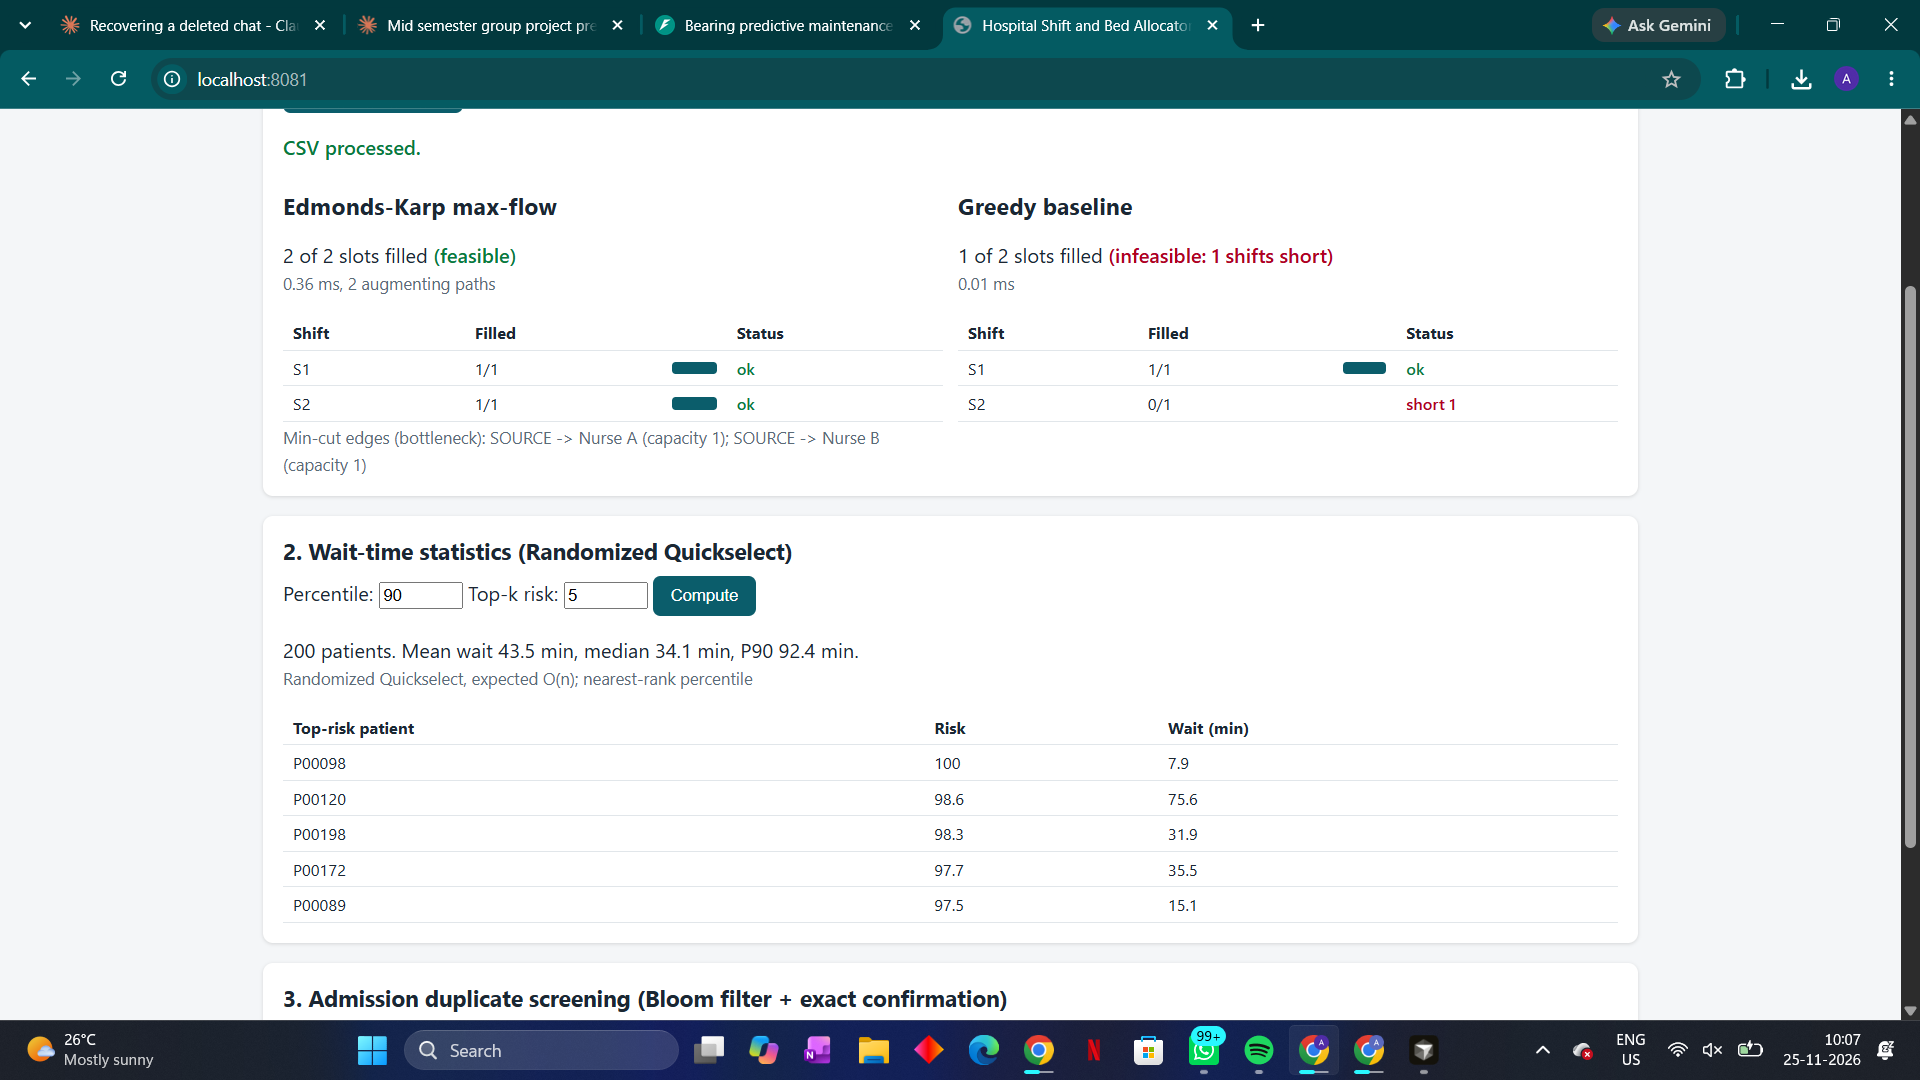 Recovering a deleted chat - Cla
Mid semester group project pre
Bearing predictive maintenance
Hospital Shift and Bed Allocato
Ask Gemini
localhost:8081
A
CSV processed.
Edmonds-Karp max-flow
2 of 2 slots filled (feasible)
0.36 ms, 2 augmenting paths
Shift Filled Status
S1 1/1 ok
S2 1/1 ok
Min-cut edges (bottleneck): SOURCE -> Nurse A (capacity 1); SOURCE -> Nurse B
(capacity 1)
Greedy baseline
1 of 2 slots filled (infeasible: 1 shifts short)
0.01 ms
Shift Filled Status
S1 1/1 ok
S2 0/1 short 1
2. Wait-time statistics (Randomized Quickselect)
Percentile: 90 Top-k risk: 5 Compute
200 patients. Mean wait 43.5 min, median 34.1 min, P90 92.4 min.
Randomized Quickselect, expected O(n); nearest-rank percentile
Top-risk patient Risk Wait (min)
P00098 100 7.9
P00120 98.6 75.6
P00198 98.3 31.9
P00172 97.7 35.5
P00089 97.5 15.1
3. Admission duplicate screening (Bloom filter + exact confirmation)
26°C
Mostly sunny
Search
N
N
99+
A
A
ENG
US
10:07
25-11-2026